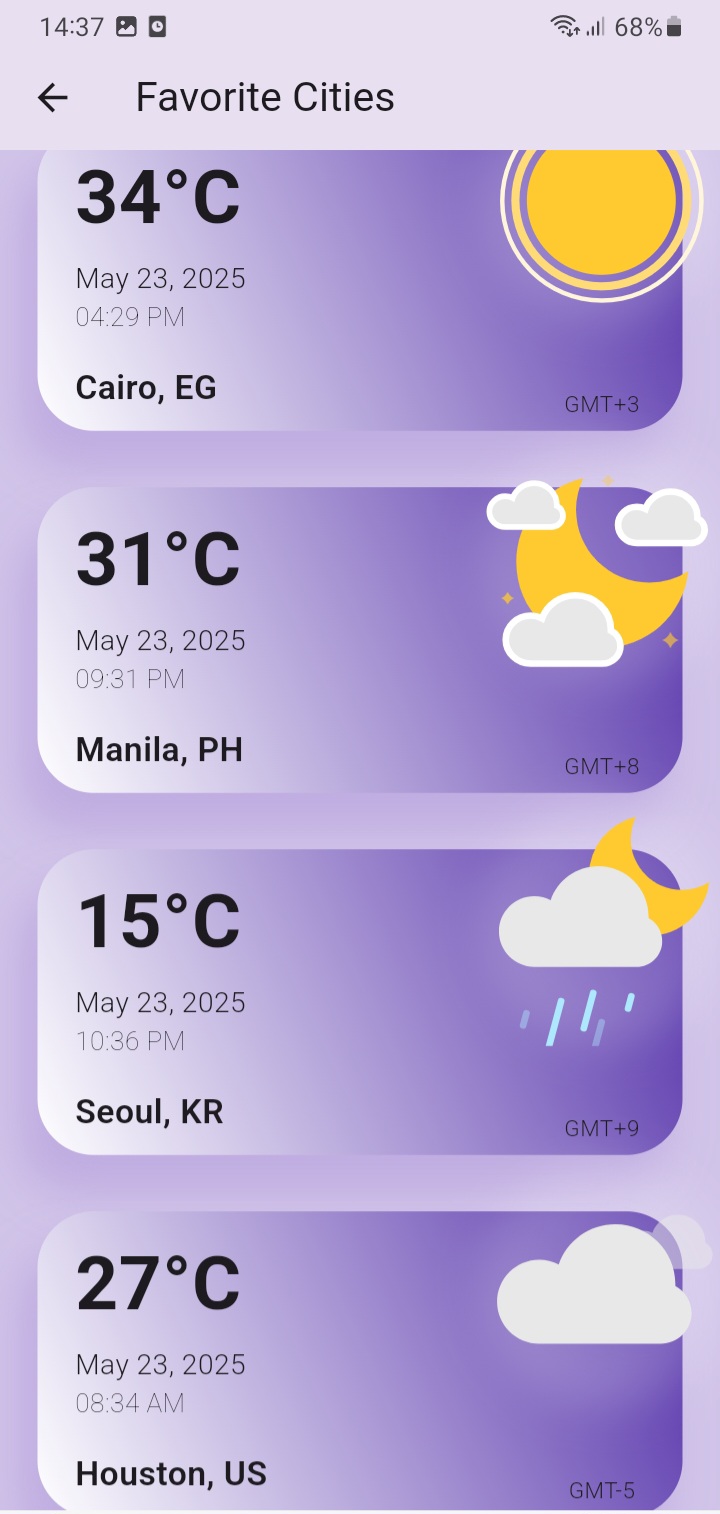 14:37
68%
Favorite Cities
34°C
May 23, 2025
04:29 PM
Cairo, EG
GMT+3
31°C
May 23, 2025
09:31 PM
Manila, PH
GMT+8
15°C
May 23, 2025
10:36 PM
Seoul, KR
GMT+9
27°C
May 23, 2025
08:34 AM
Houston, US
GMT-5